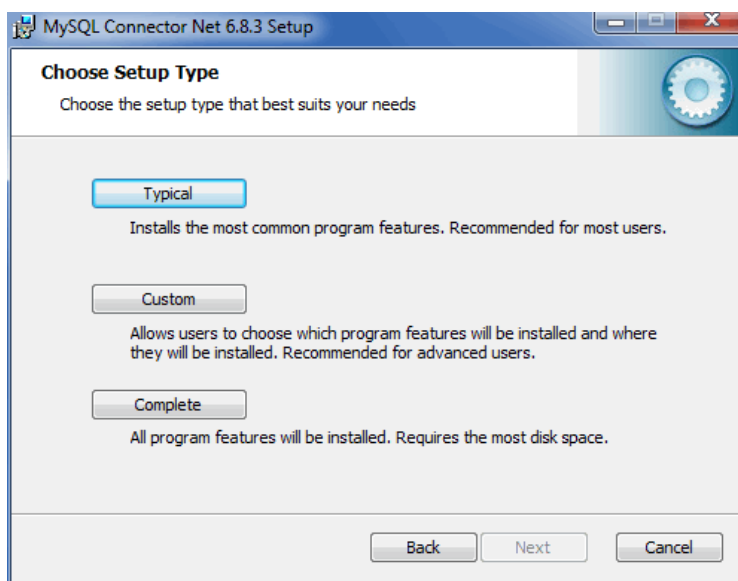 MySQL Connector Net 6.8.3 Setup
Choose Setup Type
Choose the setup type that best suits your needs
Typical
Installs the most common program features. Recommended for most users.
Custom
Allows users to choose which program features will be installed and where
they will be installed. Recommended for advanced users.
Complete
All program features will be installed. Requires the most disk space.
Back Next Cancel